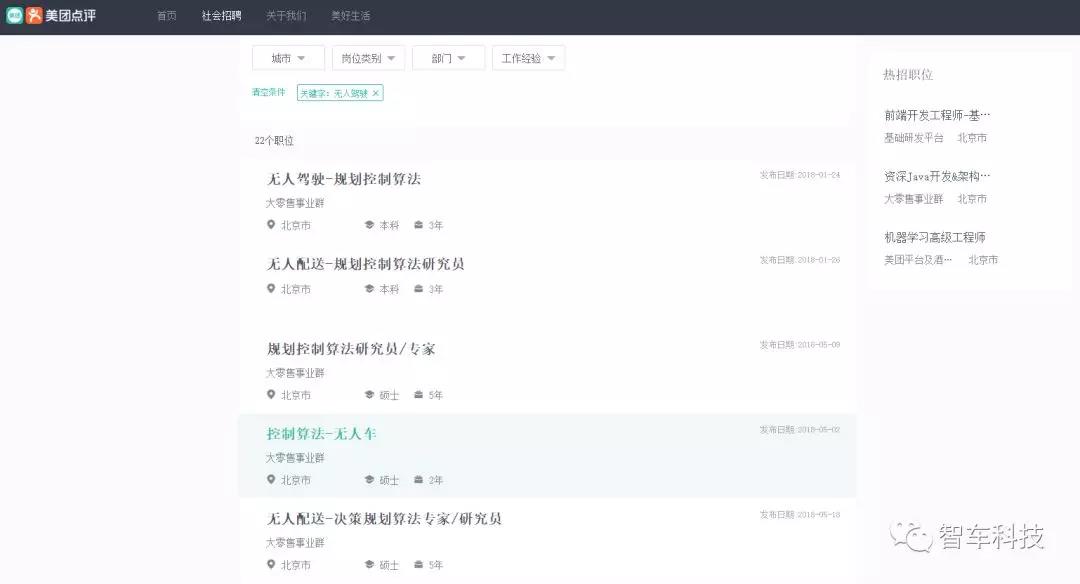 美团点评 首页 社会招聘 关于我们 美好生活
城市 岗位类别 部门 工作经验
清空条件 关键字：无人驾驶 ×
22个职位
无人驾驶-规划控制算法 发布日期:2018-01-24
大零售事业群
北京市 本科 3年
无人配送-规划控制算法研究员 发布日期:2018-01-26
北京市 本科 3年
规划控制算法研究员/专家 发布日期:2018-05-09
大零售事业群
北京市 硕士 5年
控制算法-无人车 发布日期:2018-05-02
大零售事业群
北京市 硕士 2年
无人配送-决策规划算法专家/研究员 发布日期:2018-05-18
大零售事业群
北京市 硕士 5年
热招职位
前端开发工程师-基…
基础研发平台 北京市
资深Java开发&架构…
大零售事业群 北京市
机器学习高级工程师
美团平台及酒… 北京市
智车科技